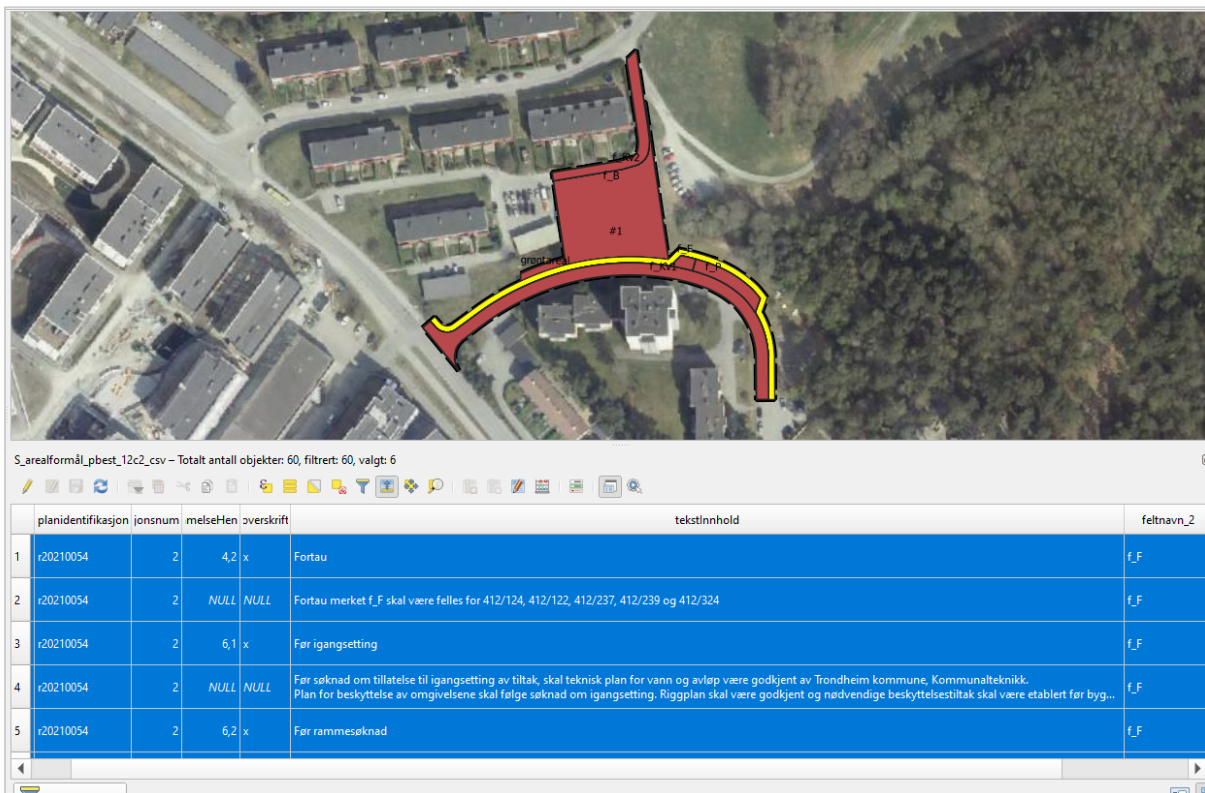 f_Kv2
f_B
#1
f_F
grøntareal
f_KV1
f_P
S_arealformål_pbest_12c2_csv – Totalt antall objekter: 60, filtrert: 60, valgt: 6
planidentifikasjon jonsnum melseHen overskrift tekstInnhold feltnavn_2
1 r20210054 2 4,2 x Fortau f_F
2 r20210054 2 NULL NULL Fortau merket f_F skal være felles for 412/124, 412/122, 412/237, 412/239 og 412/324 f_F
3 r20210054 2 6,1 x Før igangsetting f_F
4 r20210054 2 NULL NULL Før søknad om tillatelse til igangsetting av tiltak, skal teknisk plan for vann og avløp være godkjent av Trondheim kommune, Kommunalteknikk. f_F
Plan for beskyttelse av omgivelsene skal følge søknad om igangsetting. Riggplan skal være godkjent og nødvendige beskyttelsestiltak skal være etablert før byg...
5 r20210054 2 6,2 x Før rammesøknad f_F